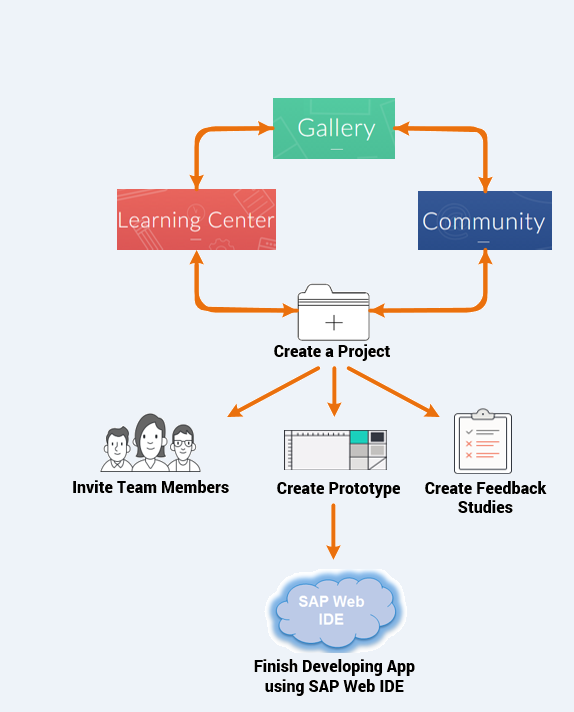 Gallery
Learning Center
Community
Create a Project
Invite Team Members
Create Prototype
Create Feedback
Studies
SAP Web
IDE
Finish Developing App
using SAP Web IDE